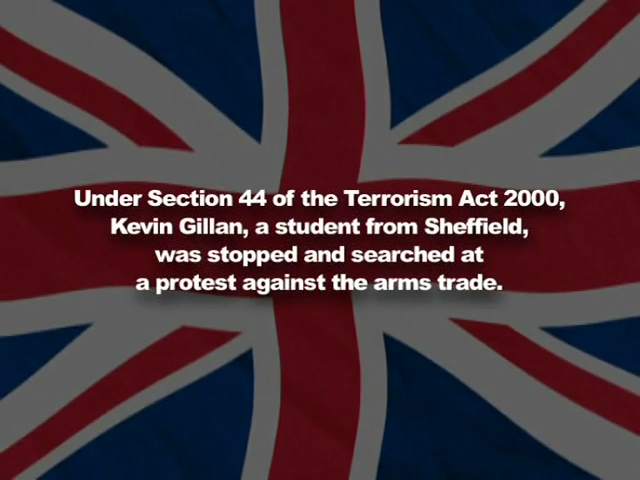 Under Section 44 of the Terrorism Act 2000,
Kevin Gillan, a student from Sheffield,
was stopped and searched at
a protest against the arms trade.